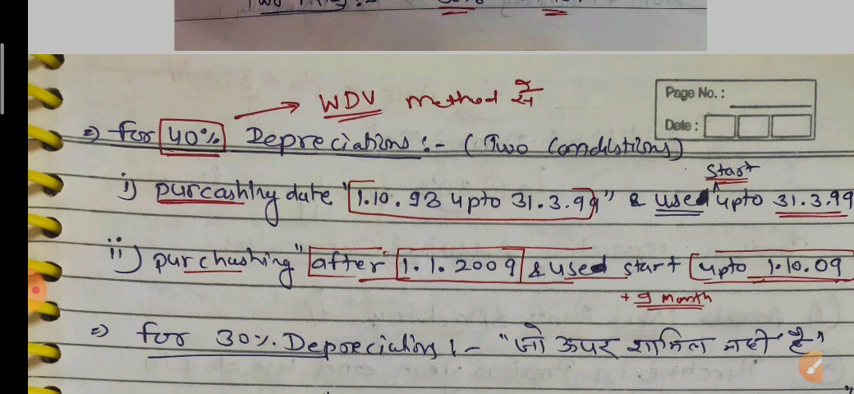 WDV method से
Page No. :
Date :
=) for 40% Depreciations :- (Two Conditions)
start
i) purcashing date "1.10.98 upto 31.3.99" & used upto 31.3.99
ii) purchashing "after 1.1.2009 & used start upto 1.10.09
+9 month
=) for 30% Depreciations :- "जो ऊपर शामिल नही है"